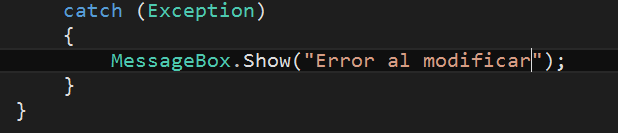 catch (Exception)
{
MessageBox.Show("Error al modificar");
}
}